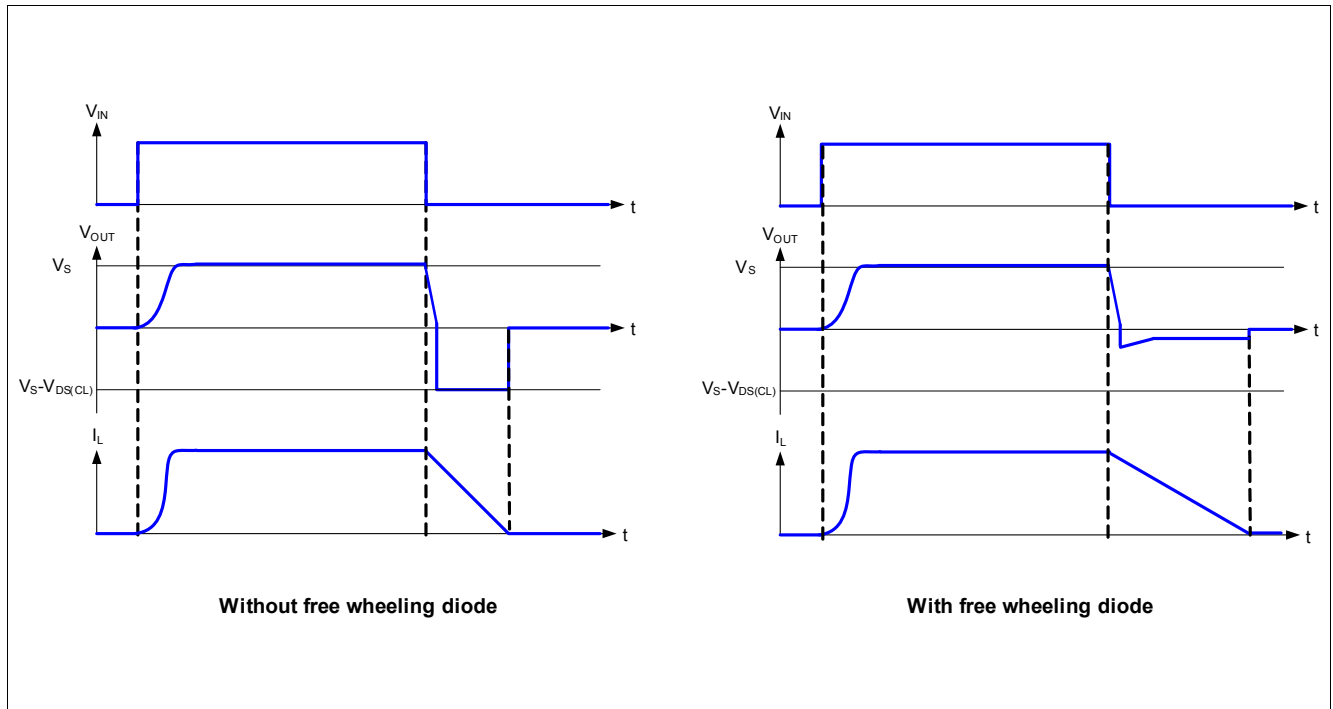 V_IN
t
V_OUT
V_S
t
V_S-V_DS(CL)
I_L
t
Without free wheeling diode
V_IN
t
V_OUT
V_S
t
V_S-V_DS(CL)
I_L
t
With free wheeling diode